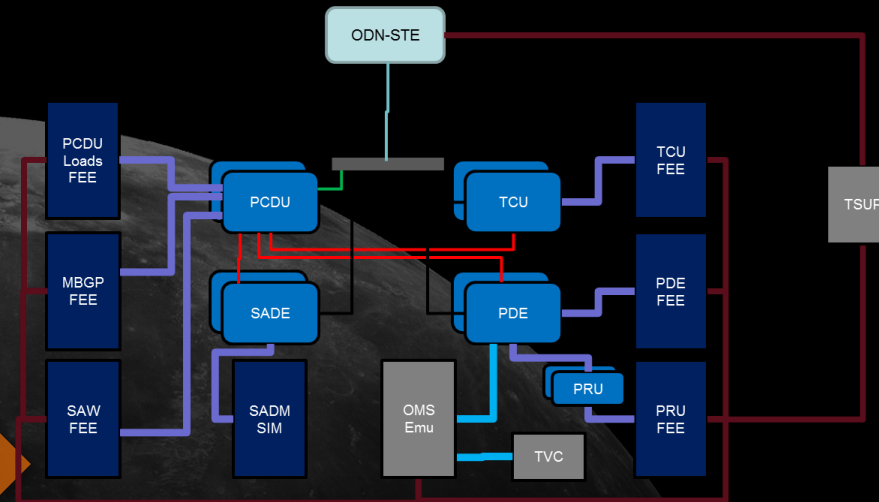 ODN-STE
PCDU
Loads
FEE
PCDU
TCU
TCU
FEE
TSUP
MBGP
FEE
SADE
PDE
PDE
FEE
SAW
FEE
SADM
SIM
OMS
Emu
PRU
TVC
PRU
FEE